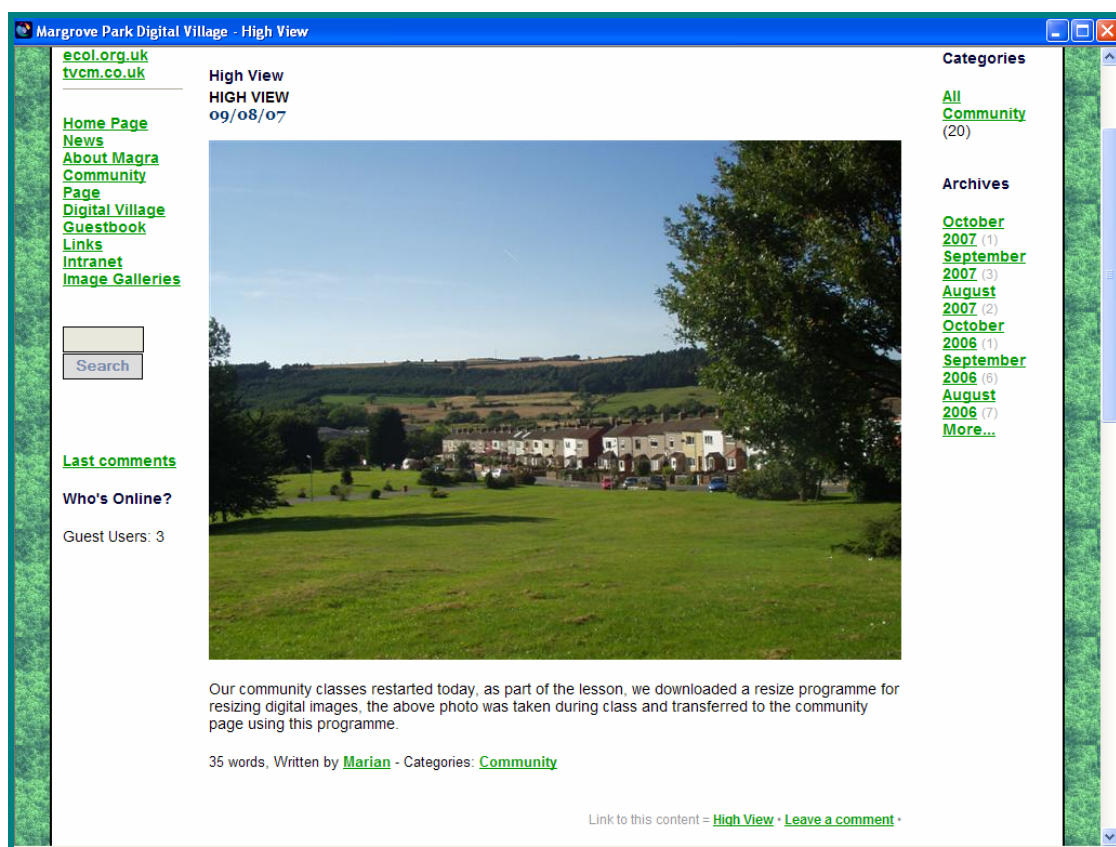 Margrove Park Digital Village - High View
ecol.org.uk
tvcm.co.uk
Home Page
News
About Magra
Community
Page
Digital Village
Guestbook
Links
Intranet
Image Galleries
Search
Last comments
Who's Online?
Guest Users: 3
High View
HIGH VIEW
09/08/07
Our community classes restarted today, as part of the lesson, we downloaded a resize programme for
resizing digital images, the above photo was taken during class and transferred to the community
page using this programme.
35 words, Written by Marian - Categories: Community
Link to this content = High View • Leave a comment •
Categories
All
Community
(20)
Archives
October
2007 (1)
September
2007 (3)
August
2007 (2)
October
2006 (1)
September
2006 (6)
August
2006 (7)
More...